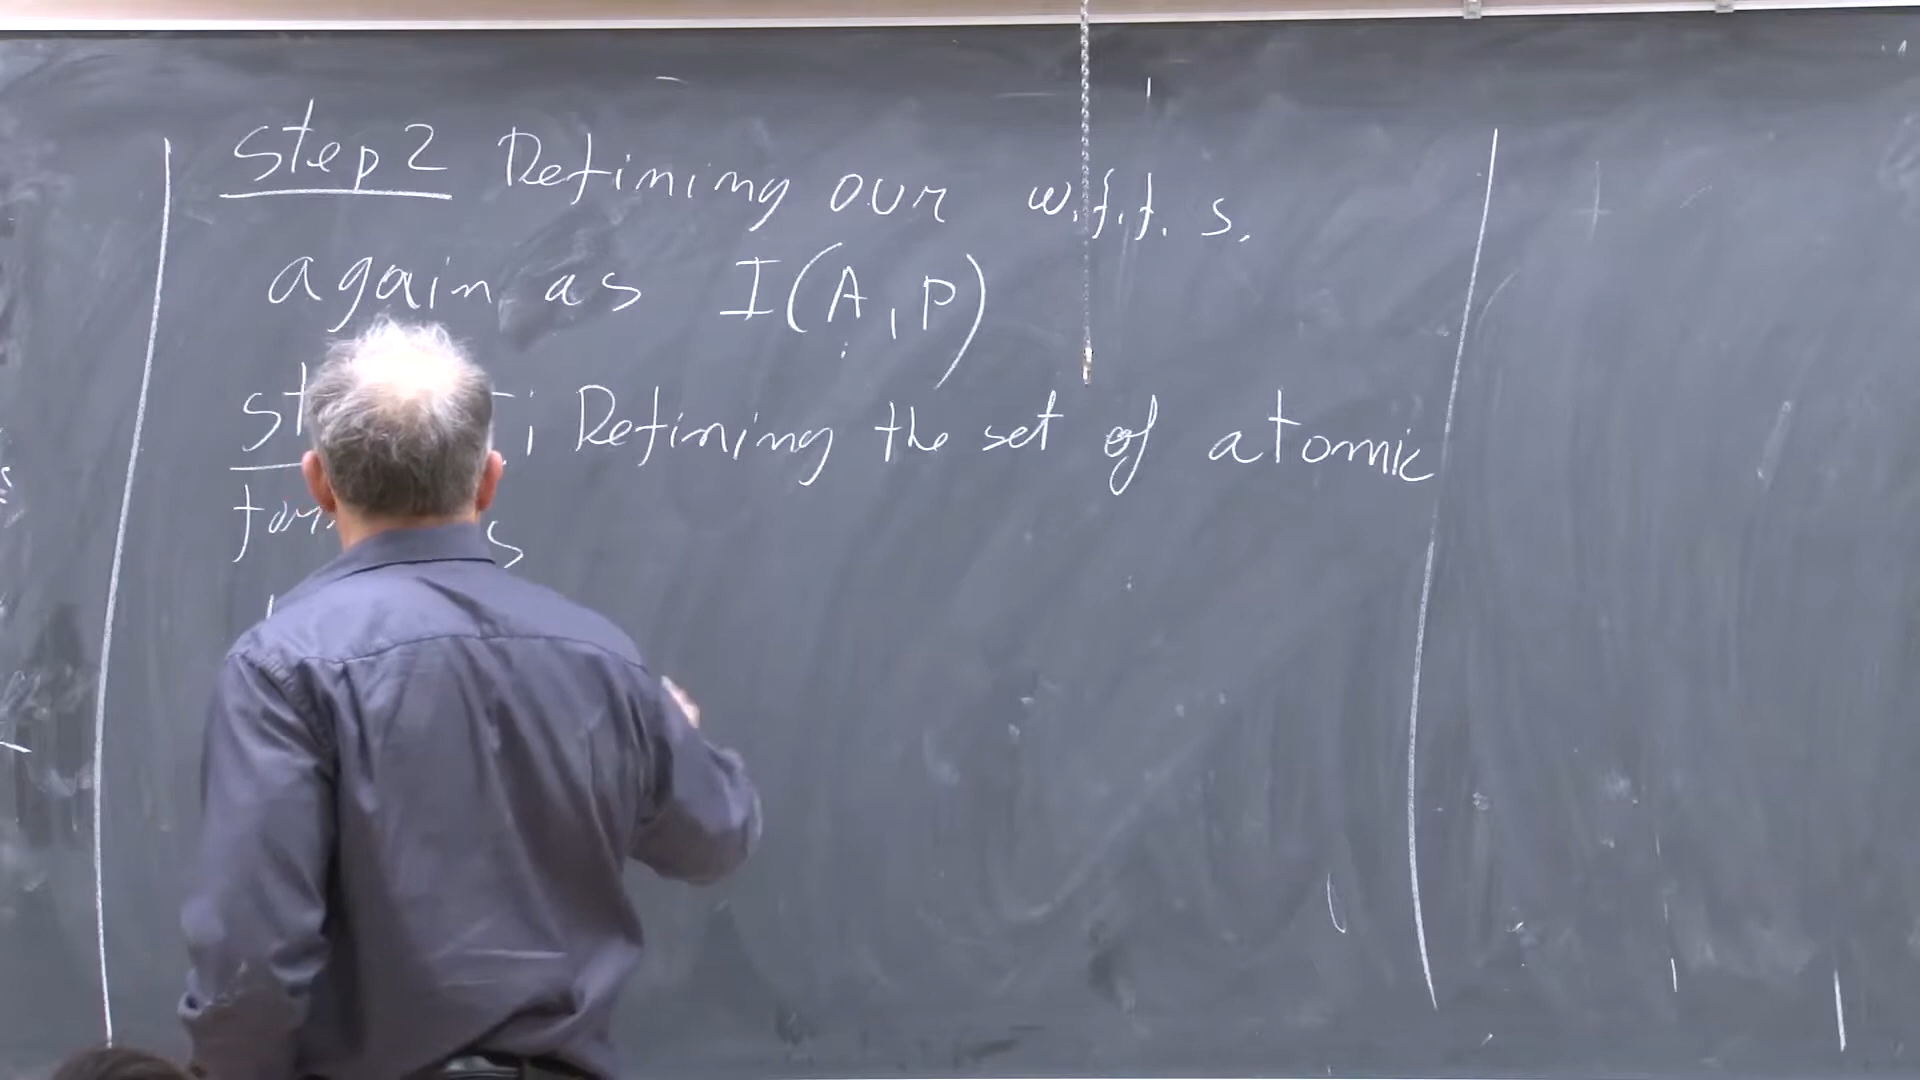 Step 2 Defining our w.f.f. s.
again as I(A, P)
Defining the set of atomic